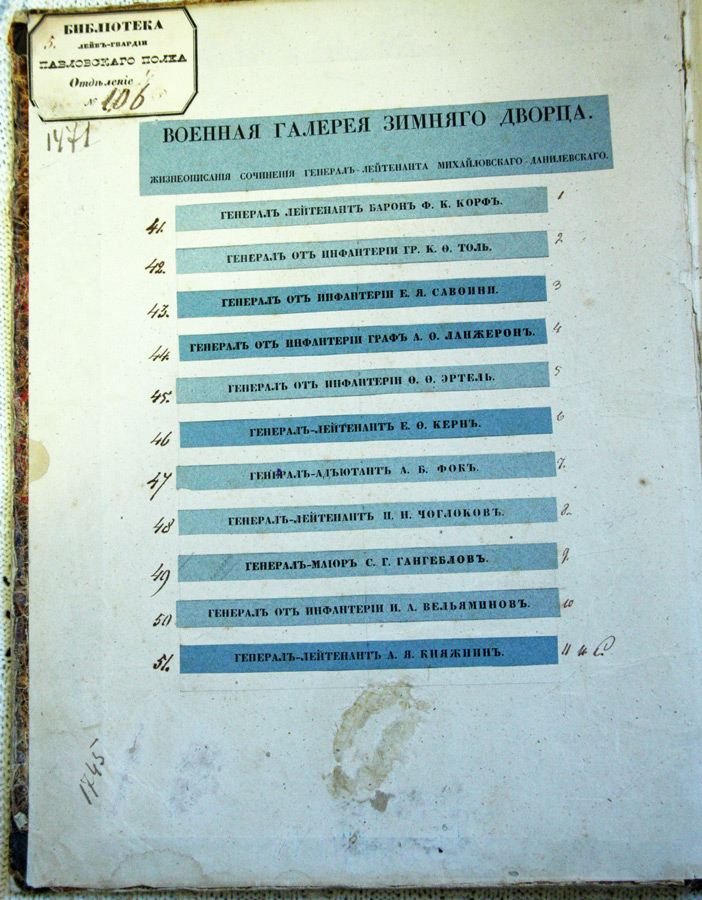 БИБЛІОТЕКА
ЛЕЙБЪ-ГВАРДІИ
5.
ПАВЛОВСКАГО ПОЛКА
Отдѣленіе
№ 106
1471
ВОЕННАЯ ГАЛЕРЕЯ ЗИМНЯГО ДВОРЦА.
ЖИЗНЕОПИСАНІЯ СОЧИНЕНІЯ ГЕНЕРАЛЪ-ЛЕЙТЕНАНТА МИХАЙЛОВСКАГО-ДАНИЛЕВСКАГО.
41. ГЕНЕРАЛЪ ЛЕЙТЕНАНТЪ БАРОНЪ Ф. К. КОРФЪ. 1
42. ГЕНЕРАЛЪ ОТЪ ИНФАНТЕРІИ ГР. К. Ѳ. ТОЛЬ. 2
43. ГЕНЕРАЛЪ ОТЪ ИНФАНТЕРІИ Е. Я. САВОИНИ. 3
44. ГЕНЕРАЛЪ ОТЪ ИНФАНТЕРІИ ГРАФЪ А. Ѳ. ЛАНЖЕРОНЪ. 4
45. ГЕНЕРАЛЪ ОТЪ ИНФАНТЕРІИ Ѳ. Ѳ. ЭРТЕЛЬ. 5
46 ГЕНЕРАЛЪ-ЛЕЙТЕНАНТЪ Е. Ѳ. КЕРНЪ. 6
47 ГЕНЕРАЛЪ-АДЪЮТАНТЪ А. Б. ФОКЪ. 7.
48 ГЕНЕРАЛЪ-ЛЕЙТЕНАНТЪ П. Н. ЧОГЛОКОВЪ. 8.
49 ГЕНЕРАЛЪ-МАІОРЪ С. Г. ГАНГЕБЛОВЪ. 9.
50 ГЕНЕРАЛЪ ОТЪ ИНФАНТЕРІИ И. А. ВЕЛЬЯМИНОВЪ. 10
51. ГЕНЕРАЛЪ-ЛЕЙТЕНАНТЪ А. Я. КНЯЖНИНЪ. 11 и
1745